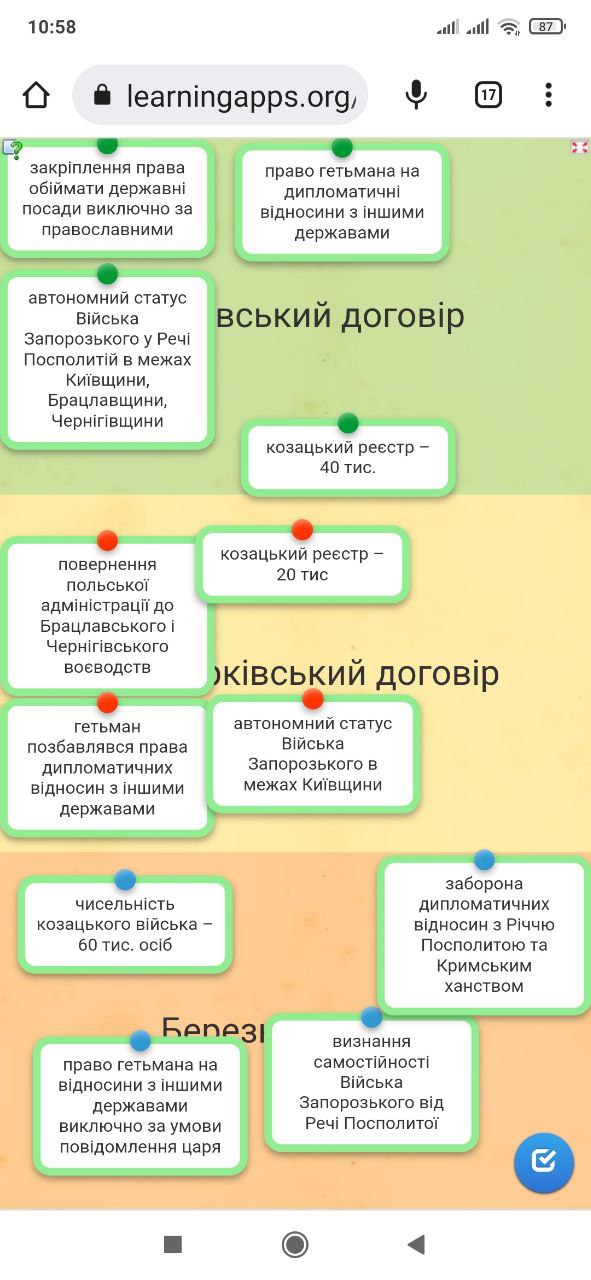 10:58
87
learningapps.org/
17
закріплення права
обіймати державні
посади виключно за
православними
право гетьмана на
дипломатичні
відносини з іншими
державами
автономний статус
Війська
Запорозького у Речі
Посполитій в межах
Київщини,
Брацлавщини,
Чернігівщини
вський договір
козацький реєстр –
40 тис.
повернення
польської
адміністрації до
Брацлавського і
Чернігівського
воєводств
козацький реєстр –
20 тис
ківський договір
гетьман
позбавлявся права
дипломатичних
відносин з іншими
державами
автономний статус
Війська
Запорозького в
межах Київщини
чисельність
козацького війська –
60 тис. осіб
заборона
дипломатичних
відносин з Річчю
Посполитою та
Кримським
ханством
Берез
право гетьмана на
відносини з іншими
державами
виключно за умови
повідомлення царя
визнання
самостійності
Війська
Запорозького від
Речі Посполитої